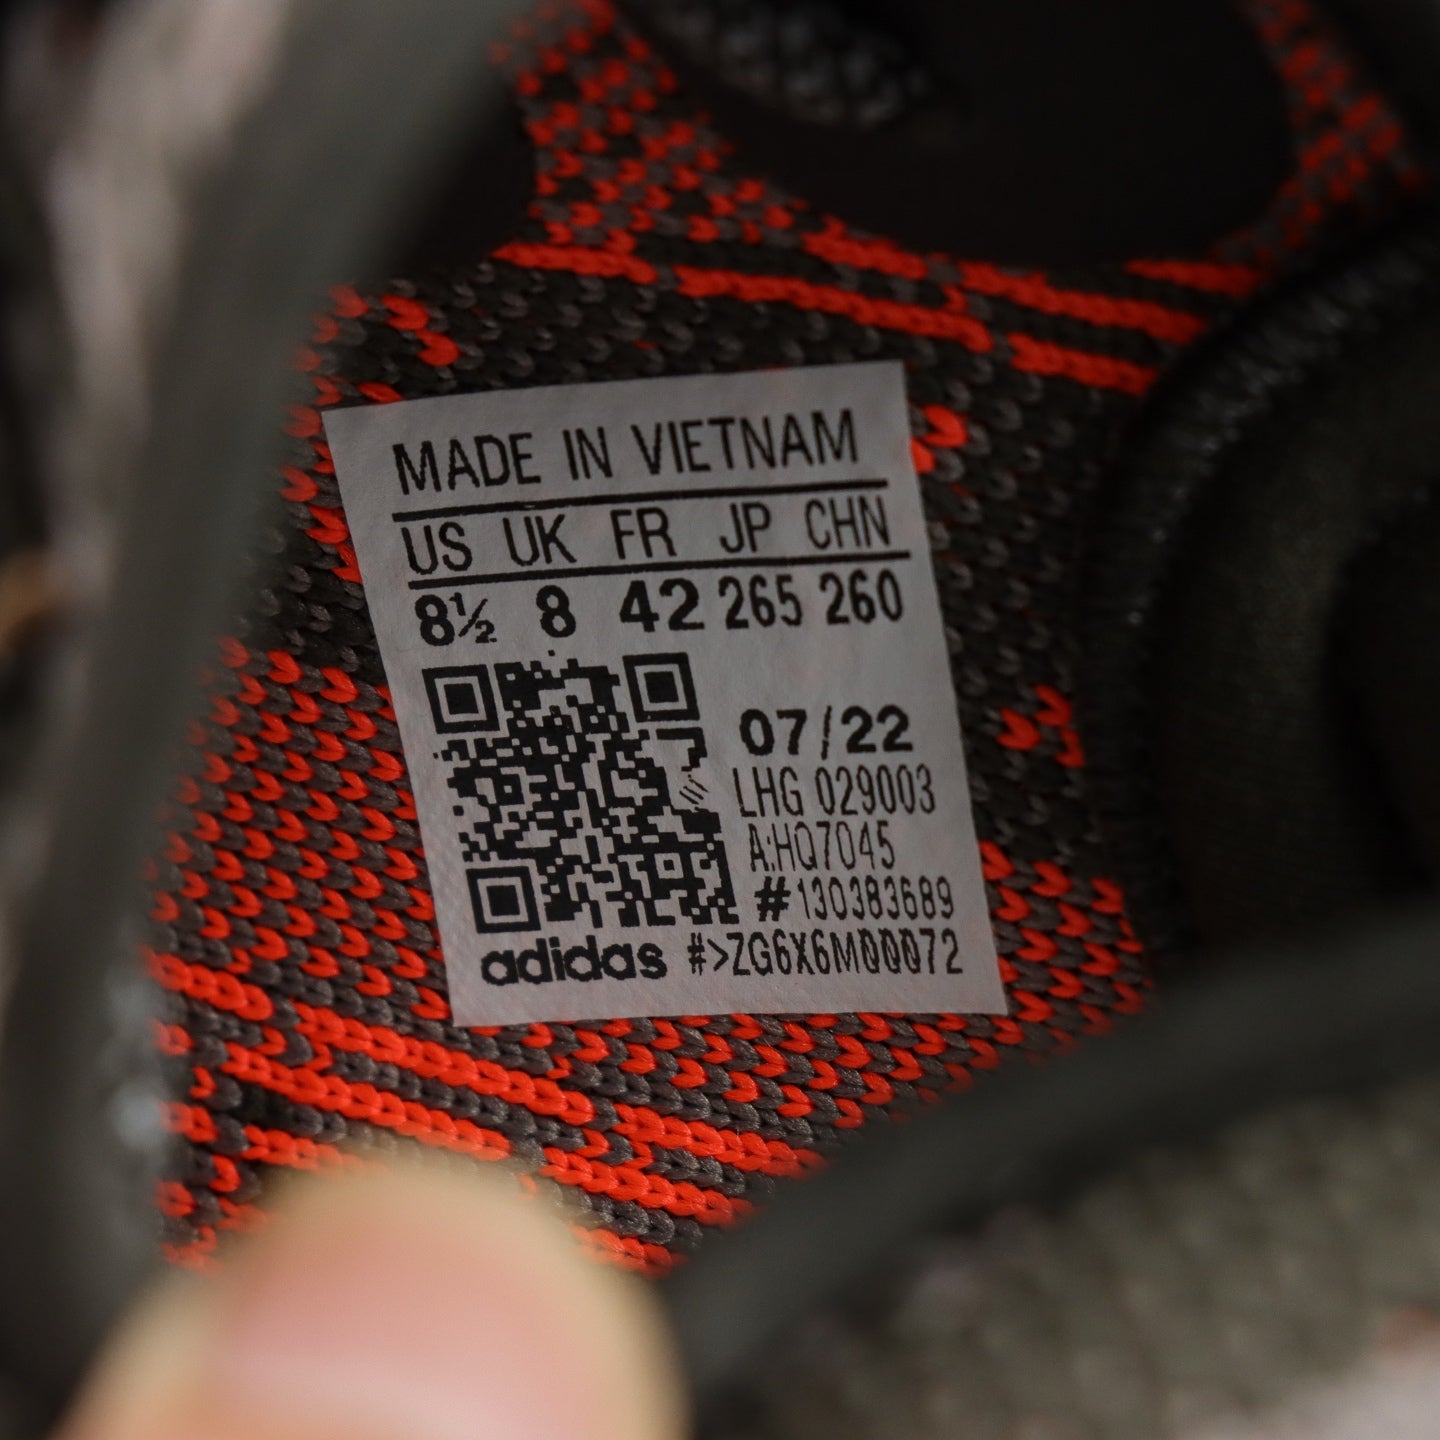 MADE IN VIETNAM
US UK FR JP CHN
8½ 8 42 265 260
07/22
LHG 029003
A:HQ7045
#130383689
adidas #>ZG6X6M00072